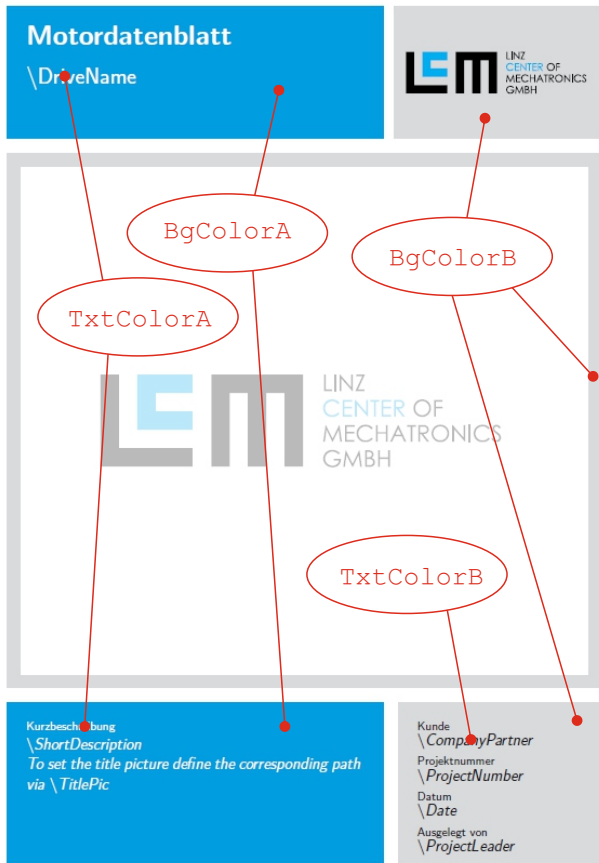 Motordatenblatt
\DriveName
LINZ
CENTER OF
MECHATRONICS
GMBH
BgColorA
BgColorB
TxtColorA
LINZ
CENTER OF
MECHATRONICS
GMBH
TxtColorB
Kurzbeschreibung
\ShortDescription
To set the title picture define the corresponding path
via \TitlePic
Kunde
\CompanyPartner
Projektnummer
\ProjectNumber
Datum
\Date
Ausgelegt von
\ProjectLeader